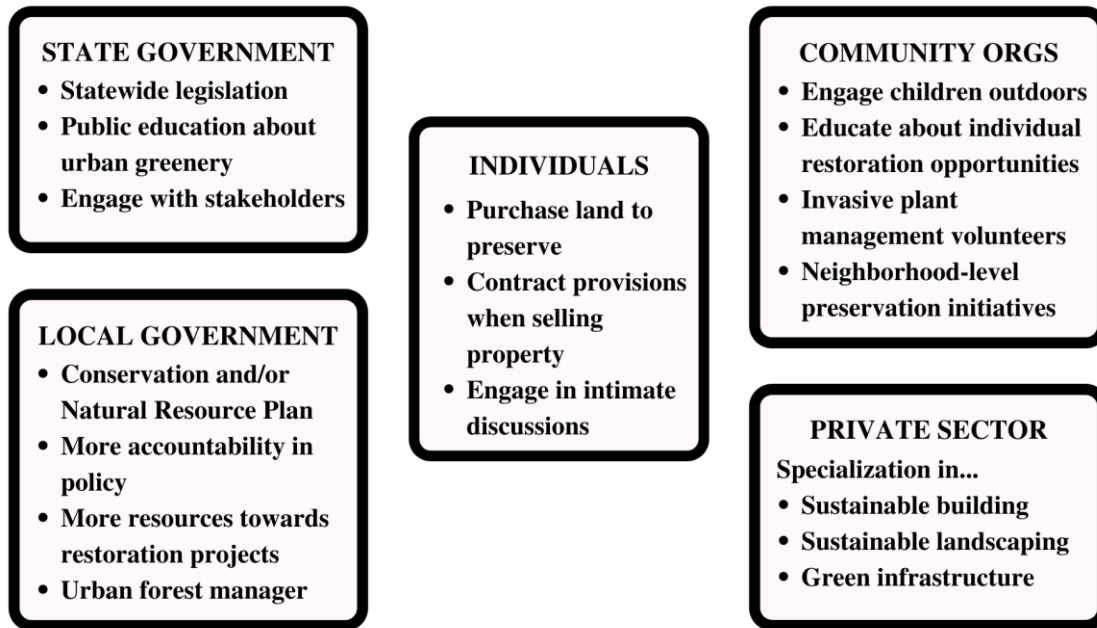 STATE GOVERNMENT
• Statewide legislation
• Public education about
urban greenery
• Engage with stakeholders
LOCAL GOVERNMENT
• Conservation and/or
Natural Resource Plan
• More accountability in
policy
• More resources towards
restoration projects
• Urban forest manager
INDIVIDUALS
• Purchase land to
preserve
• Contract provisions
when selling
property
• Engage in intimate
discussions
COMMUNITY ORGS
• Engage children outdoors
• Educate about individual
restoration opportunities
• Invasive plant
management volunteers
• Neighborhood-level
preservation initiatives
PRIVATE SECTOR
Specialization in...
• Sustainable building
• Sustainable landscaping
• Green infrastructure